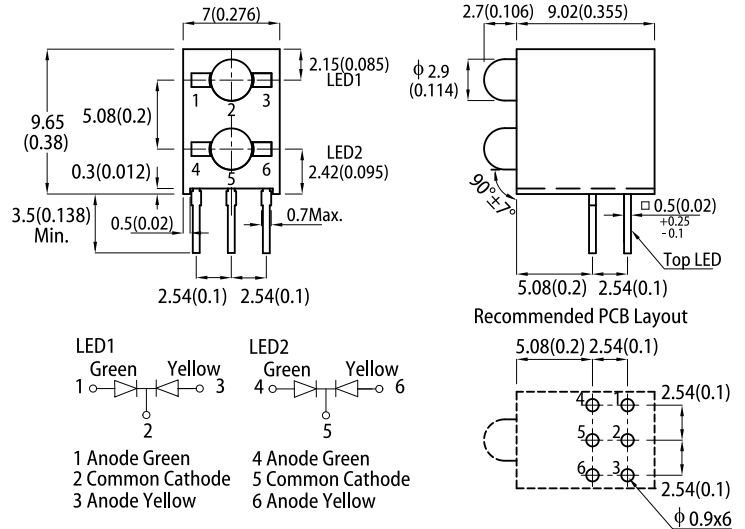 7(0.276)
2.15(0.085)
LED1
1
2
3
9.65
(0.38)
5.08(0.2)
LED2
2.42(0.095)
4
5
6
0.3(0.012)
3.5(0.138)
Min.
0.5(0.02)
0.7Max.
2.54(0.1)
2.54(0.1)
2.7(0.106)
9.02(0.355)
ϕ 2.9
(0.114)
90°±7°
□ 0.5(0.02)
+0.25
-0.1
Top LED
5.08(0.2)
2.54(0.1)
Recommended PCB Layout
5.08(0.2)
2.54(0.1)
2.54(0.1)
4 1
5 2
6 3
2.54(0.1)
ϕ 0.9x6
LED1
Green Yellow
1 3
2
1 Anode Green
2 Common Cathode
3 Anode Yellow
LED2
Green Yellow
4 6
5
4 Anode Green
5 Common Cathode
6 Anode Yellow